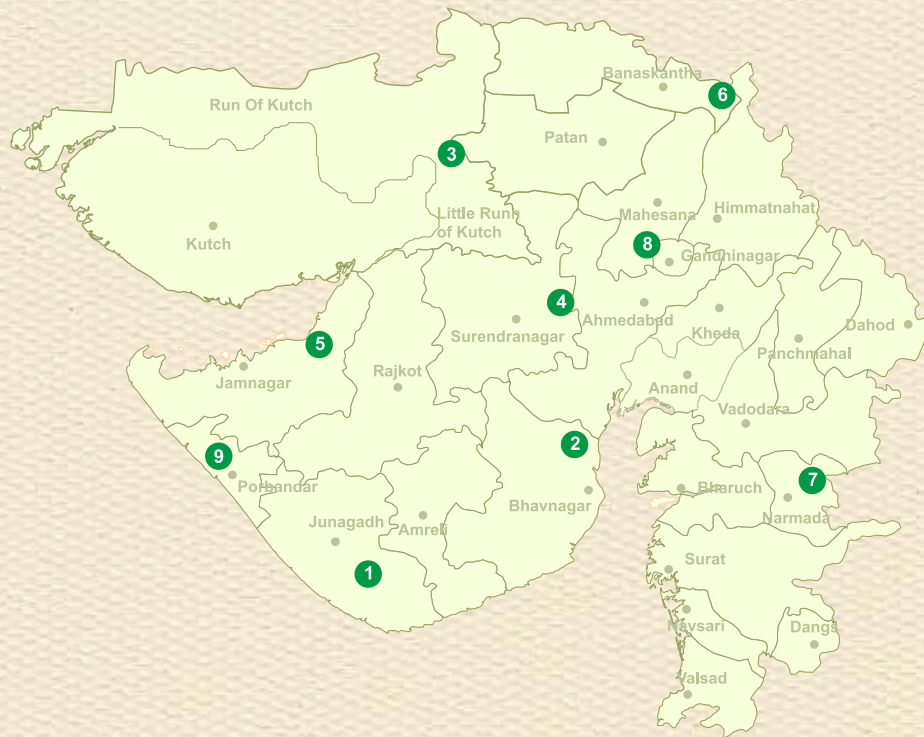 Banaskantha
6
Run Of Kutch
Patan
3
Mahesana
Himmatnahat
Little Runh
of Kutch
Kutch
8
Gandhinagar
4
Ahmedabad
Surendranagar
Kheda
Dahod
5
Panchmahal
Jamnagar
Rajkot
Anand
Vadodara
2
9
Porbandar
7
Bharuch
Bhavnagar
Narmada
Junagadh
Amreli
1
Surat
Navsari
Dangs
Valsad